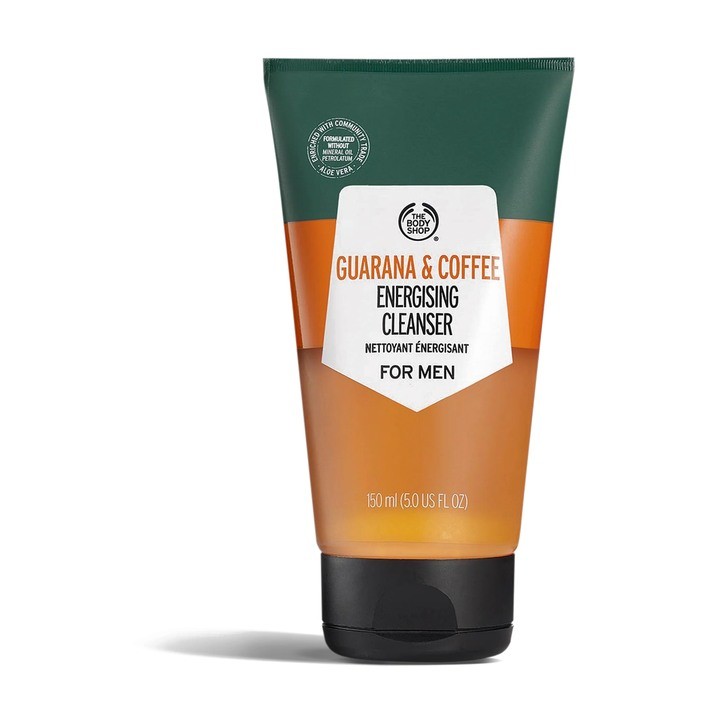 ENRICHED WITH COMMUNITY TRADE
FORMULATED
WITHOUT
MINERAL OIL,
PETROLATUM
· ALOE VERA ·
THE
BODY
SHOP
®
GUARANA & COFFEE
ENERGISING
CLEANSER
NETTOYANT ÉNERGISANT
FOR MEN
150 ml (5.0 US FL OZ)